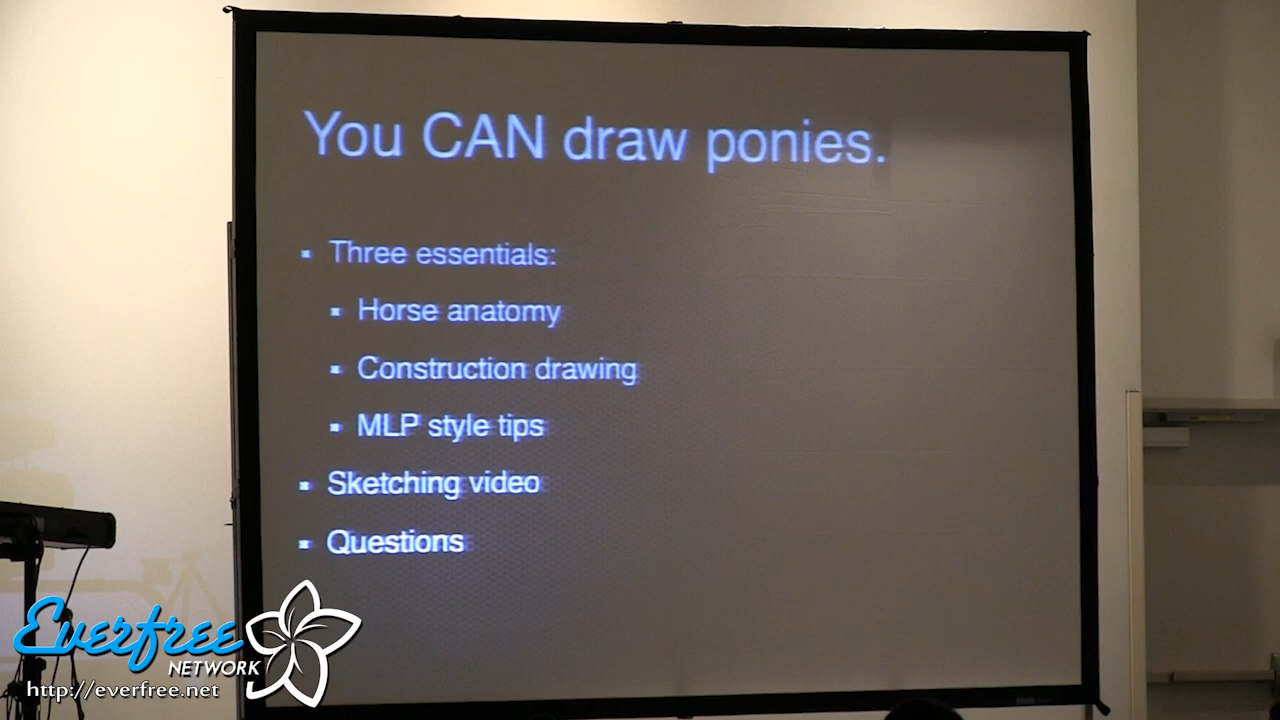 You CAN draw ponies.
Three essentials:
Horse anatomy
Construction drawing
MLP style tips
Sketching video
Questions
Everfree
NETWORK
http://everfree.net